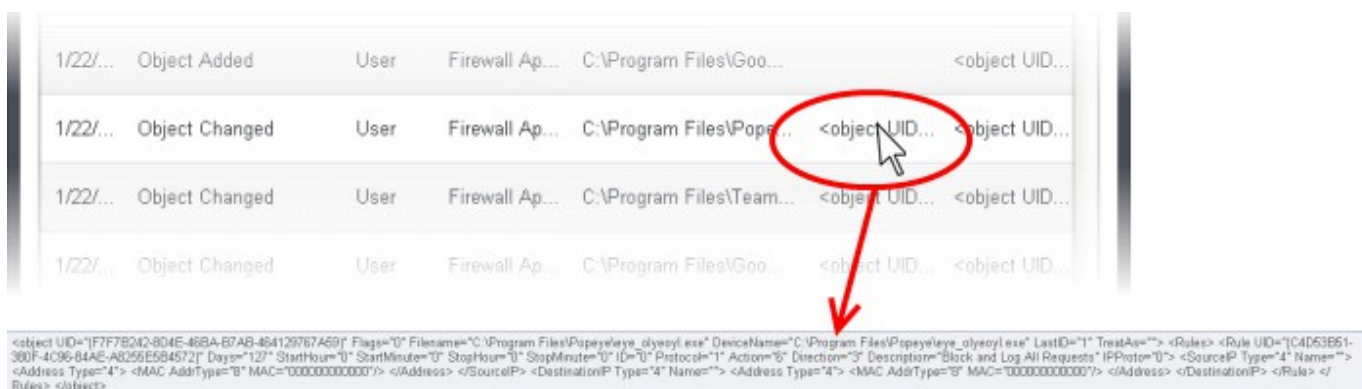 1/22/... Object Added User Firewall Ap... C:\Program Files\Goo... <object UID...
1/22/... Object Changed User Firewall Ap... C:\Program Files\Pope... <object UID... <object UID...
1/22/... Object Changed User Firewall Ap... C:\Program Files\Team... <object UID... <object UID...
1/22/... Object Changed User Firewall Ap... C:\Program Files\Goo... <object UID... <object UID...
<object UID="{F7F7B242-8D4E-46BA-B7AB-464129767A59}" Flags="0" Filename="C:\Program Files\Popeye\eye_olyeoyl.exe" DeviceName="C:\Program Files\Popeye\eye_olyeoyl.exe" LastID="1" TreatAs=""> <Rules> <Rule UID="{C4D53B51-
380F-4C96-84AE-A8255E5B4572}" Days="127" StartHour="0" StartMinute="0" StopHour="0" StopMinute="0" ID="0" Protocol="1" Action="6" Direction="3" Description="Block and Log All Requests" IPProto="0"> <SourceIP Type="4" Name="">
<Address Type="4"> <MAC AddrType="8" MAC="000000000000"/> </Address> </SourceIP> <DestinationIP Type="4" Name=""> <Address Type="4"> <MAC AddrType="8" MAC="000000000000"/> </Address> </DestinationIP> </Rule> </
Rules> </object>